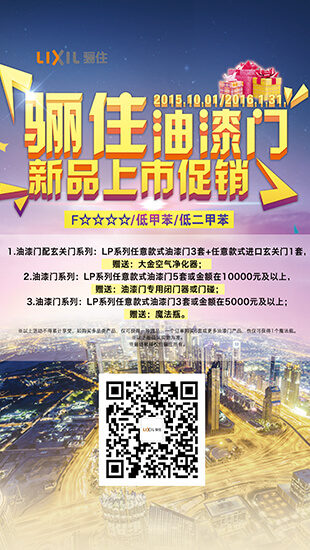 LIXIL 骊住
2015.10.01/2016.1.31
骊住油漆门
新品上市促销
F☆☆☆☆/低甲苯/低二甲苯
1.油漆门配玄关门系列：LP系列任意款式油漆门3套+任意款式进口玄关门1套，
赠送：大金空气净化器；
2.油漆门系列：LP系列任意款式油漆门5套或金额在10000元及以上，
赠送：油漆门专用闭门器或门碰；
3.油漆门系列：LP系列任意款式油漆门3套或金额在5000元及以上；
赠送：魔法瓶。
LIXIL 骊住